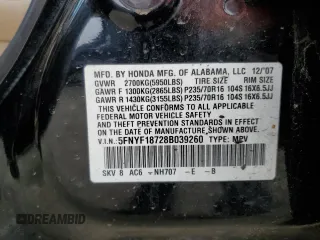 MFD. BY HONDA MFG. OF ALABAMA, LLC 12/'07
GVWR 2700KG(5950LBS) TIRE SIZE RIM SIZE
GAWR F 1300KG(2865LBS) P235/70R16 104S 16X6.5JJ
GAWR R 1430KG(3155LBS) P235/70R16 104S 16X6.5JJ
THIS VEHICLE CONFORMS TO ALL APPLICABLE
FEDERAL MOTOR VEHICLE SAFETY STANDARDS
IN EFFECT ON THE DATE OF MANUFACTURE
SHOWN ABOVE.
V.I.N.: 5FNYF18728B039260 TYPE: MPV
SKV 8 AC6 NH707 - E - B
© DREAMBID AUTOMOTIVE